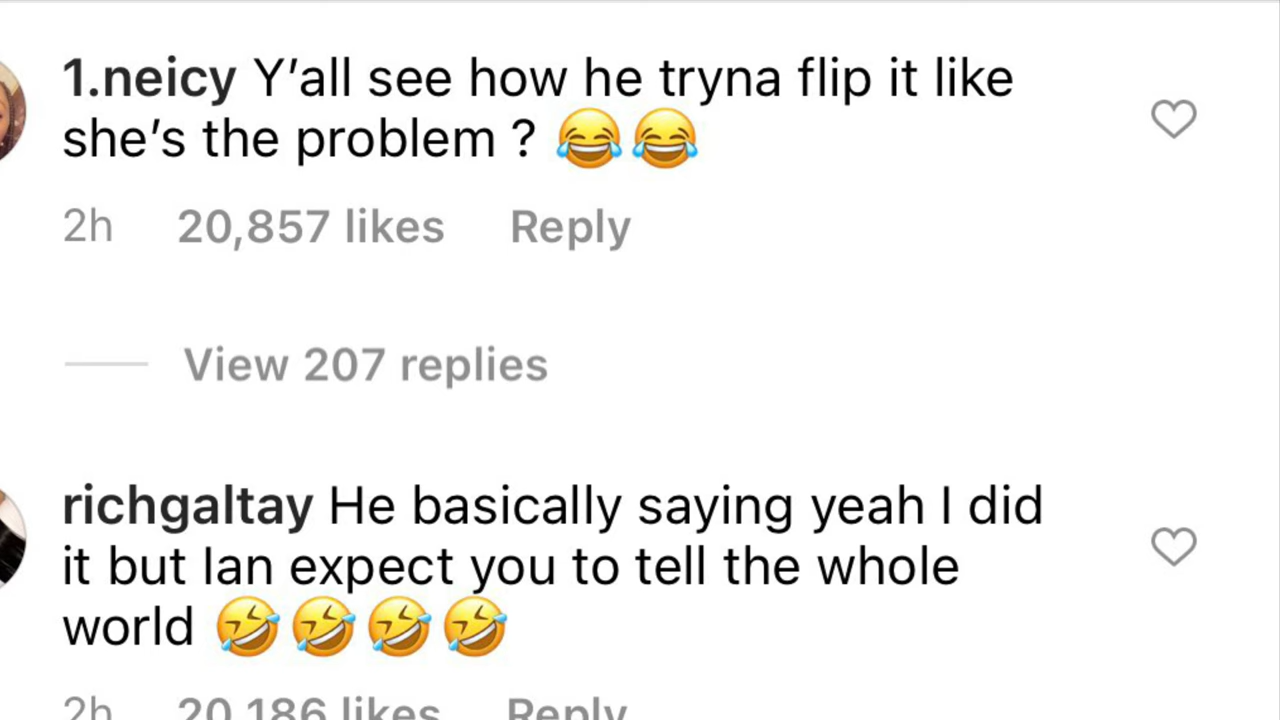 1.neicy Y’all see how he tryna flip it like
she’s the problem ? 😂😂
2h 20,857 likes Reply
View 207 replies
richgaltay He basically saying yeah I did
it but Ian expect you to tell the whole
world 🤣🤣🤣🤣
2h 20,186 likes Reply